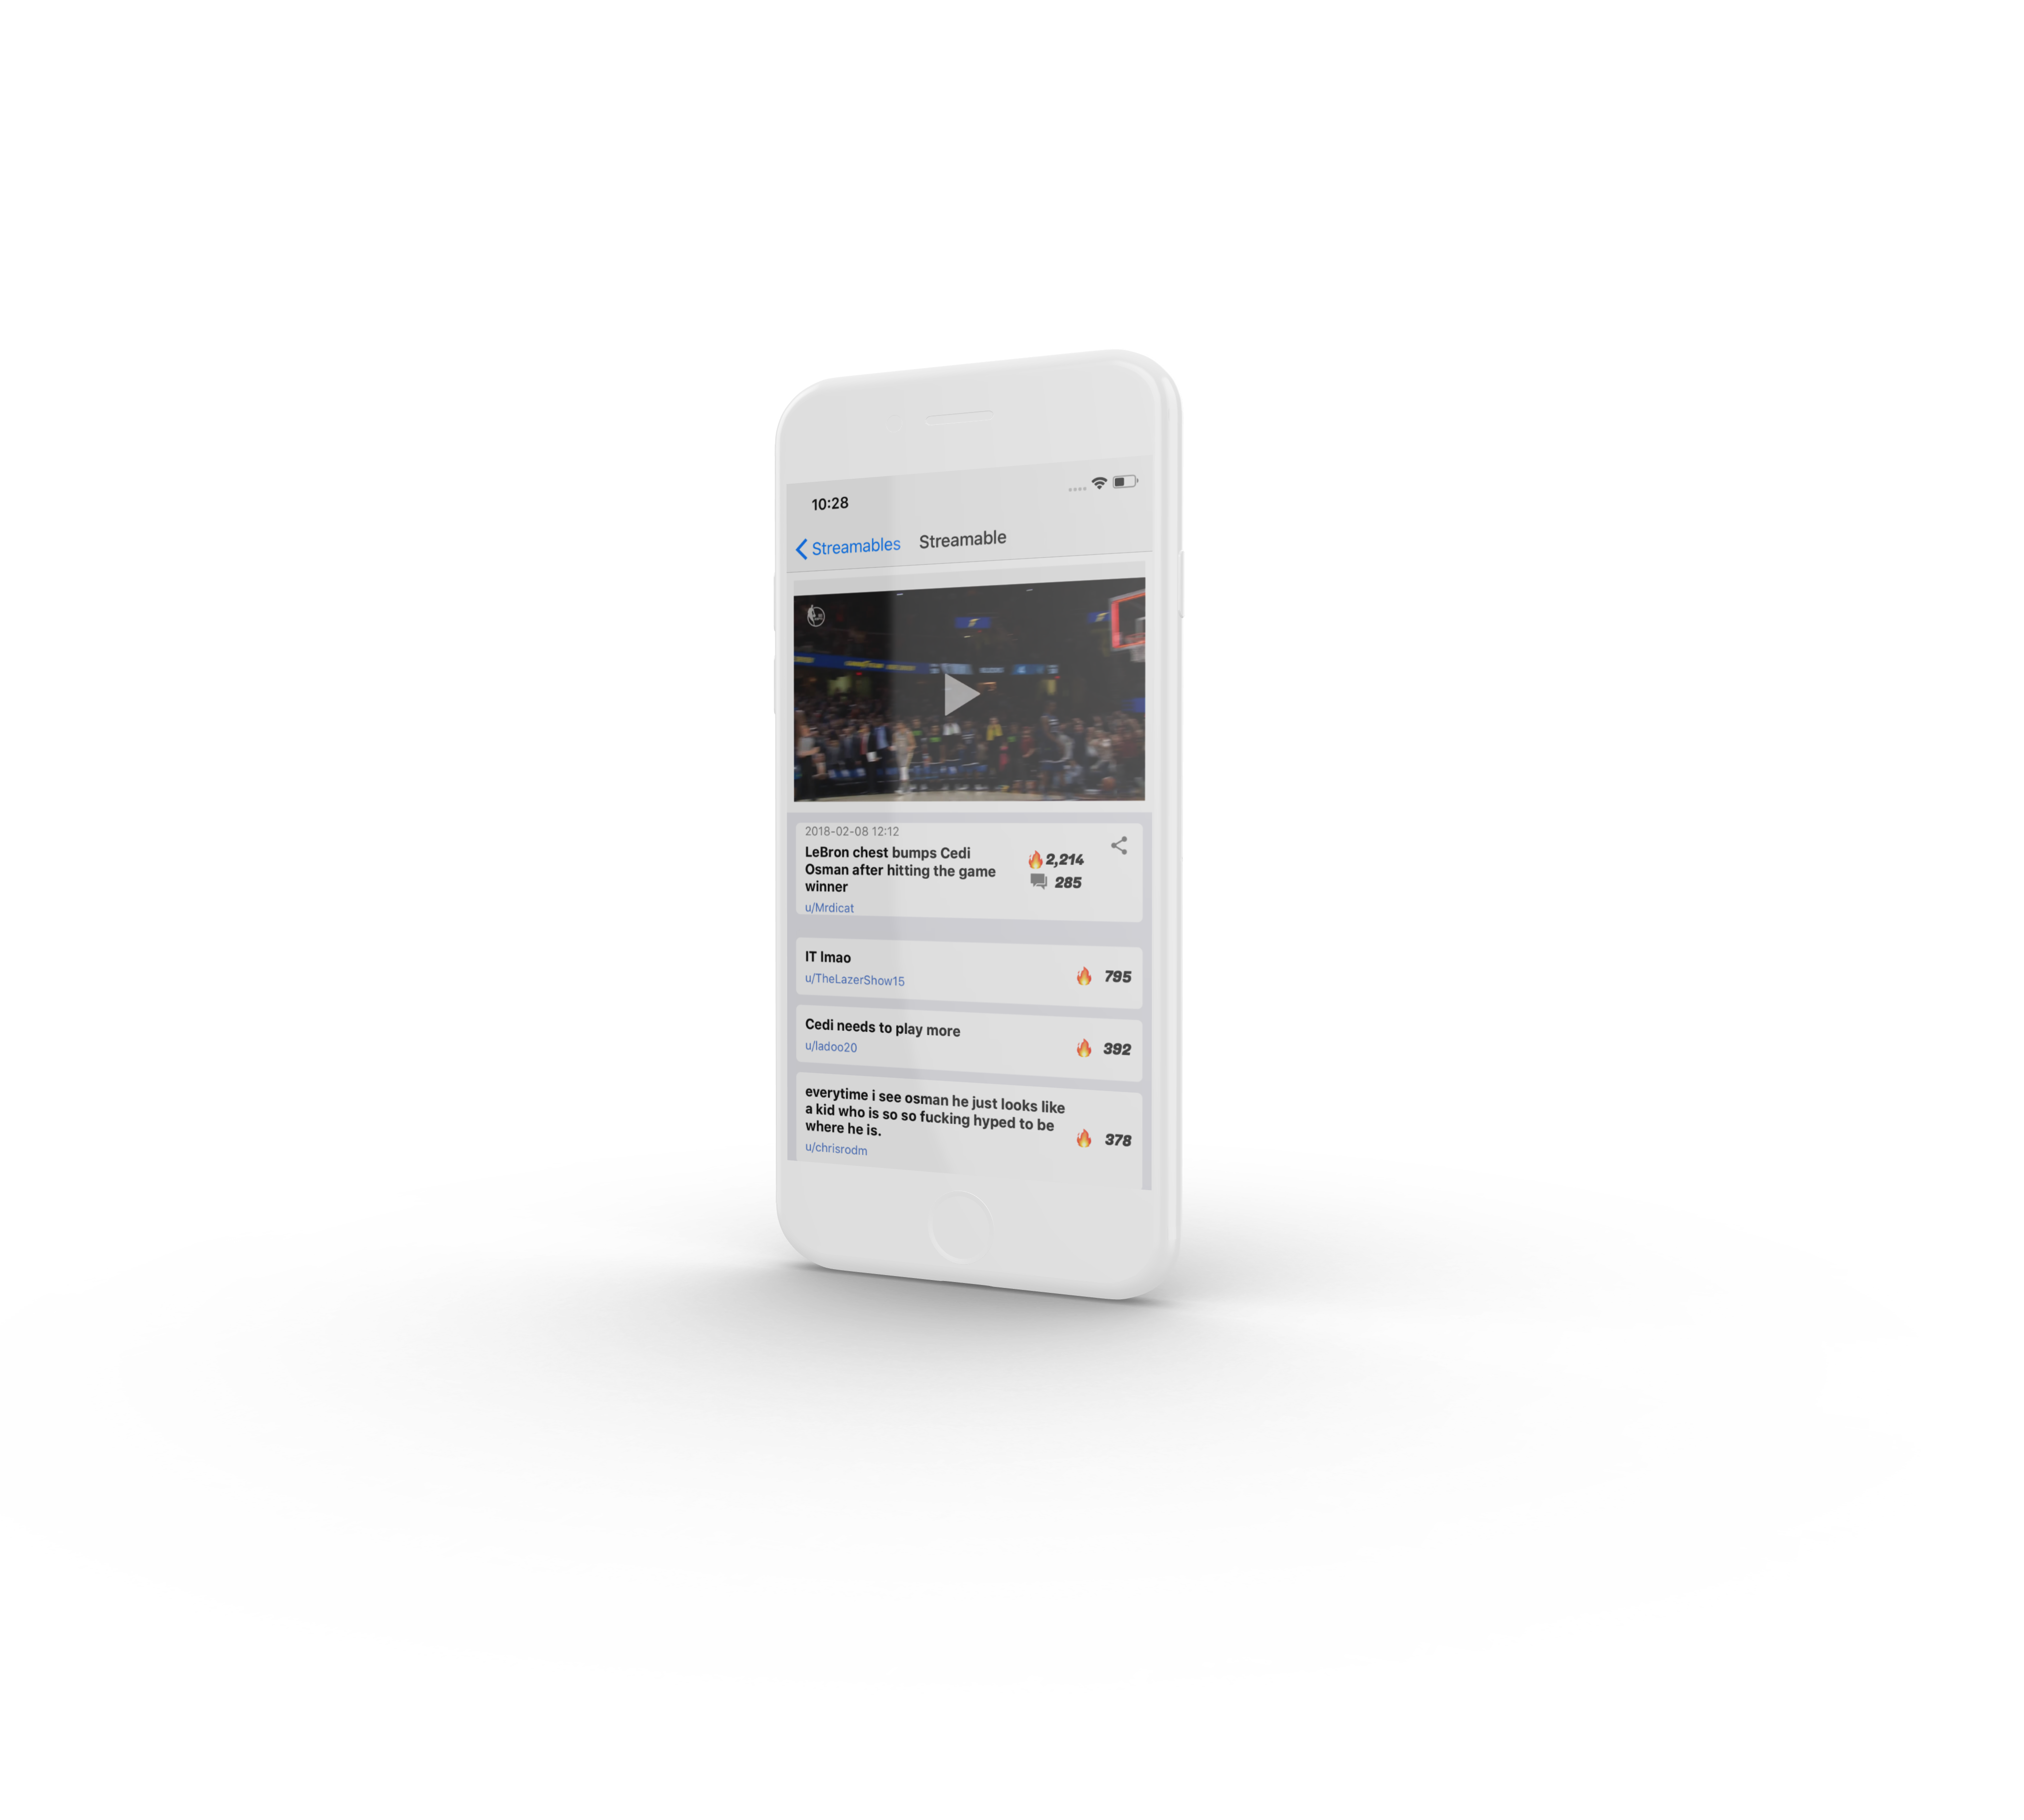 10:28
Streamables Streamable
2018-02-08 12:12
LeBron chest bumps Cedi
Osman after hitting the game
winner
u/Mrdicat
2,214
285
IT lmao
u/TheLazerShow15
795
Cedi needs to play more
u/ladoo20
392
everytime i see osman he just looks like
a kid who is so so fucking hyped to be
where he is.
u/chrisrodm
378